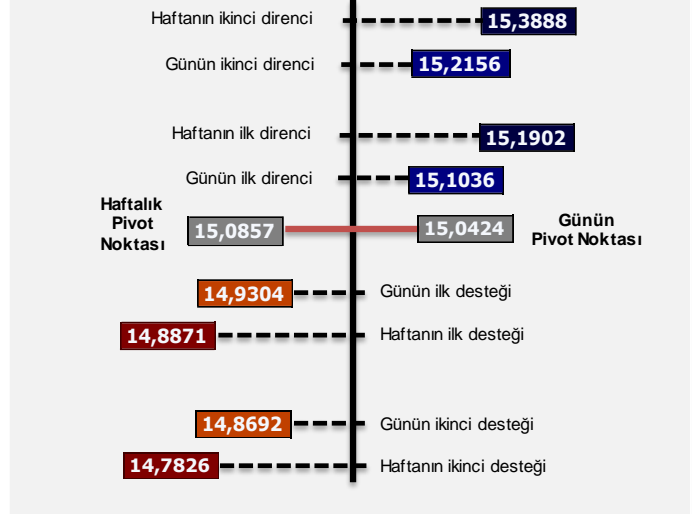 Haftanın ikinci direnci 15,3888
Günün ikinci direnci 15,2156
Haftanın ilk direnci 15,1902
Günün ilk direnci 15,1036
Haftalık
Pivot
Noktası
15,0857
15,0424
Günün
Pivot Noktası
14,9304 Günün ilk desteği
14,8871 Haftanın ilk desteği
14,8692 Günün ikinci desteği
14,7826 Haftanın ikinci desteği